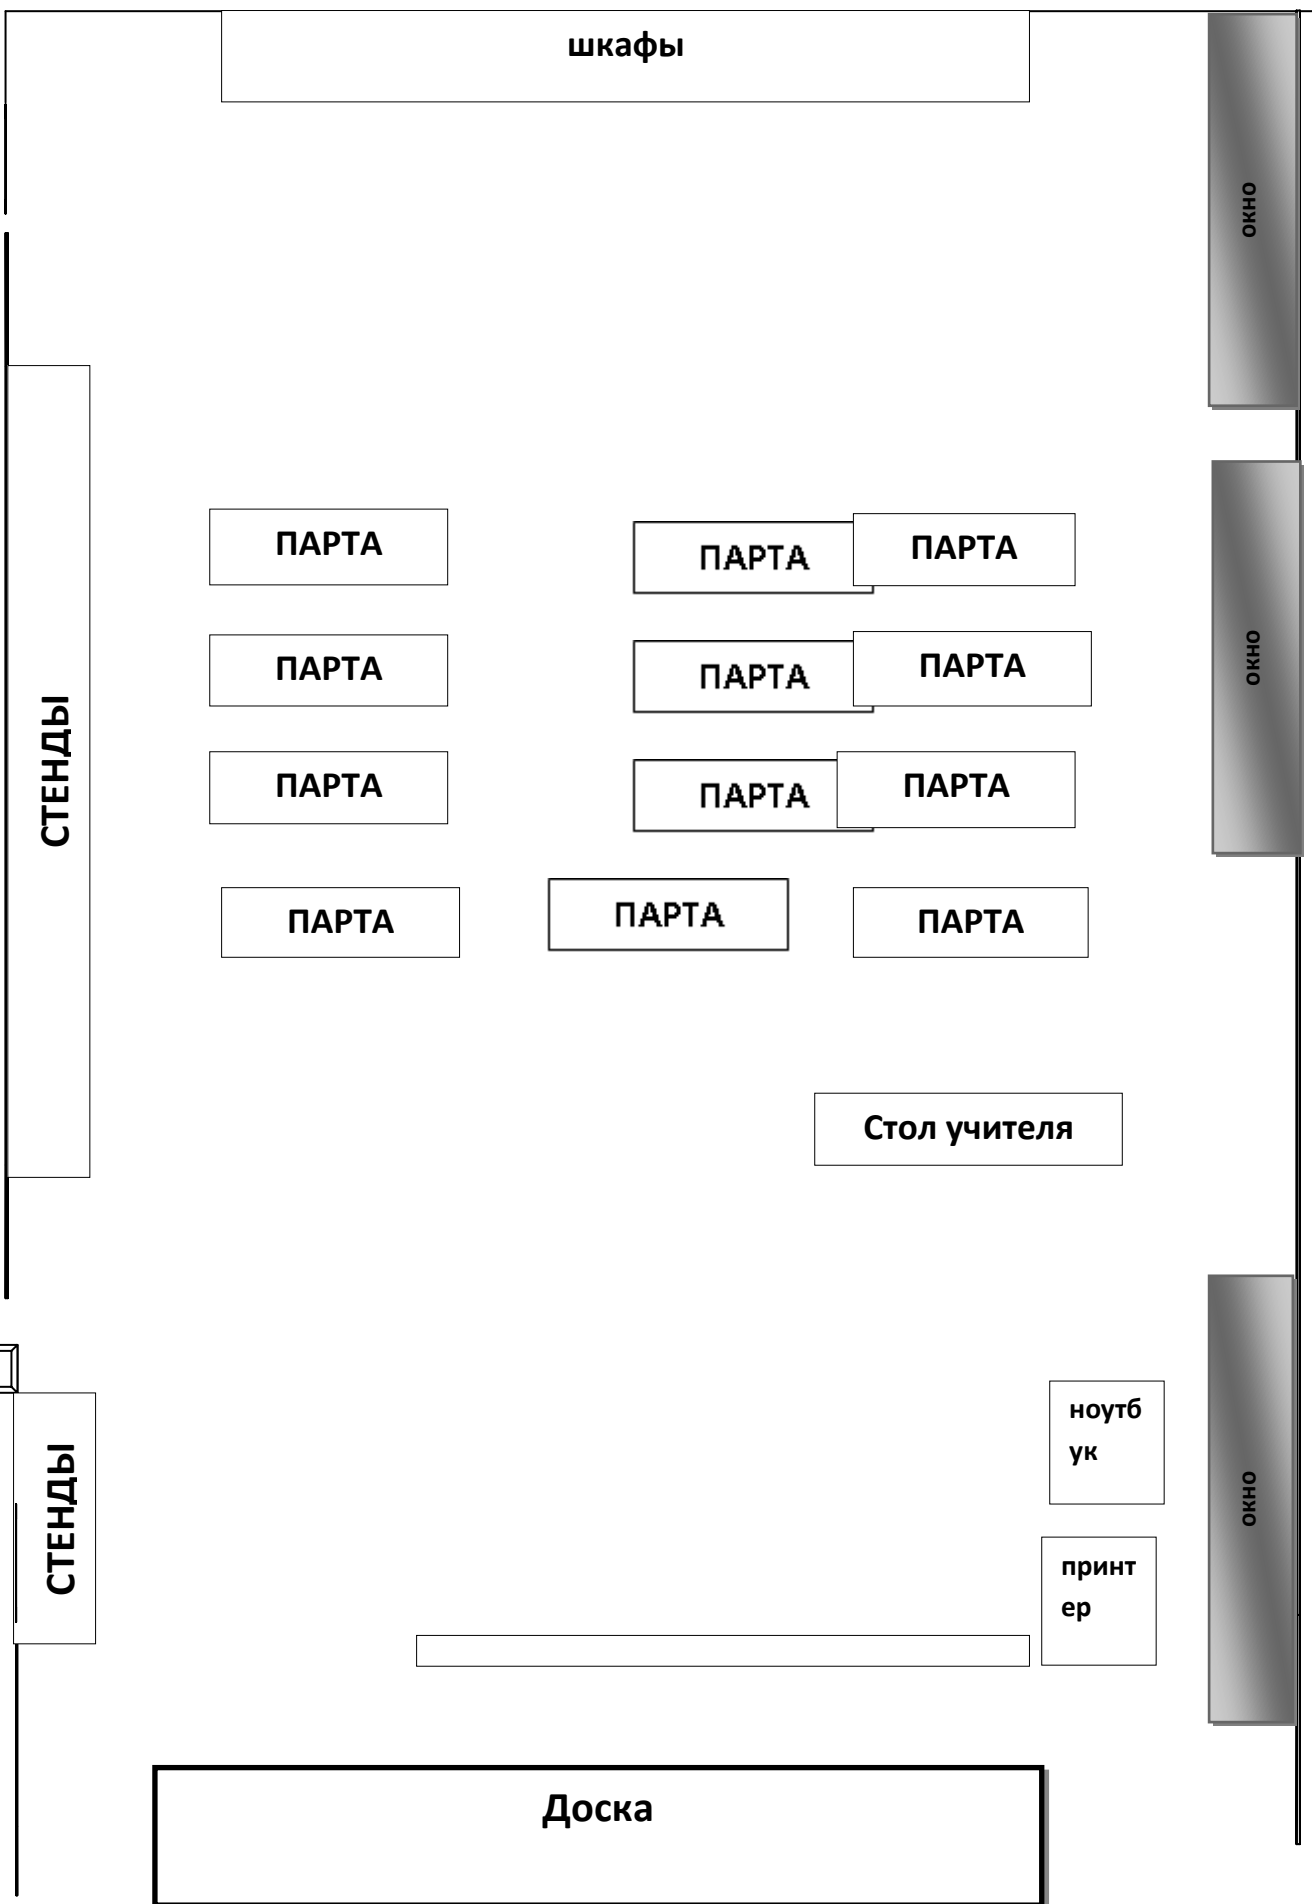 шкафы
окно
окно
ПАРТА
ПАРТА
ПАРТА
ПАРТА
ПАРТА
ПАРТА
СТЕНДЫ
ПАРТА
ПАРТА
ПАРТА
ПАРТА
ПАРТА
ПАРТА
Стол учителя
ноутб
ук
окно
СТЕНДЫ
принт
ер
Доска